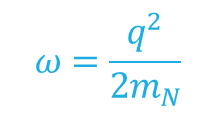 ω = q² / 2m_N